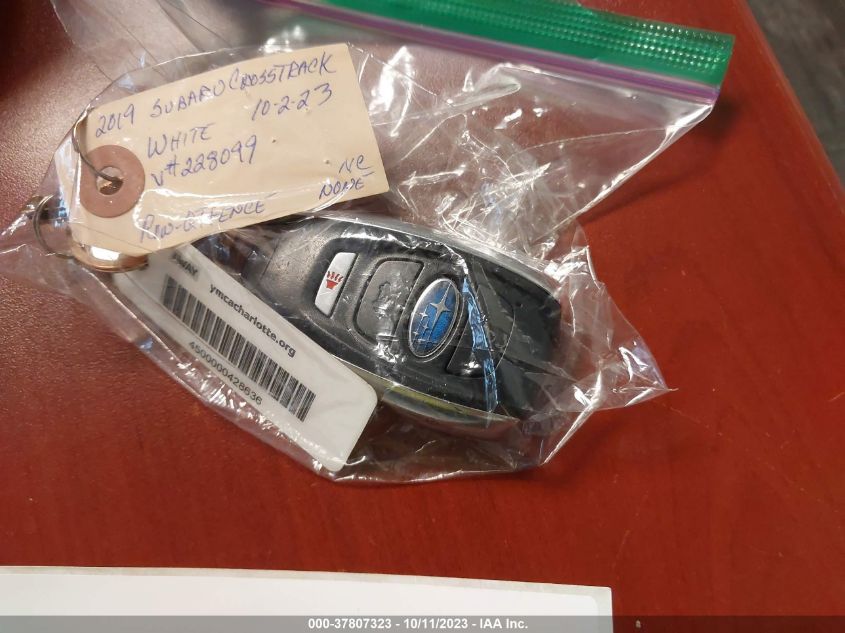 2019 SUBARU CROSSTRACK
WHITE 10-2-23
V#228099
NC
NONE
ymcacharlotte.org
4500000428636
000-37807323 - 10/11/2023 - IAA Inc.